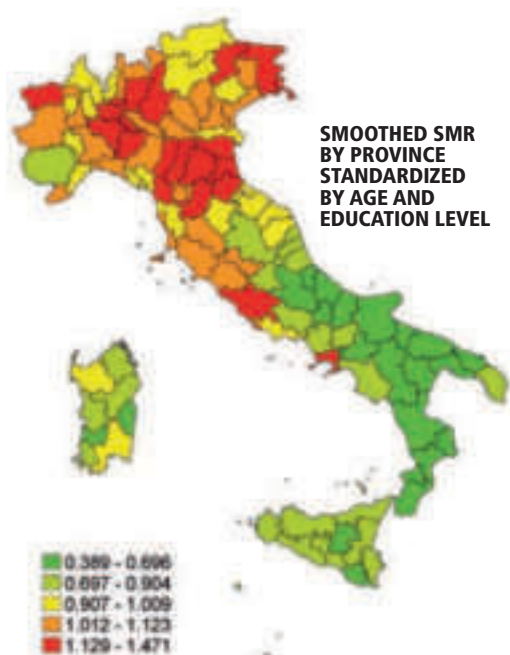 SMOOTHED SMR
BY PROVINCE
STANDARDIZED
BY AGE AND
EDUCATION LEVEL
0.389 - 0.696
0.697 - 0.904
0.907 - 1.009
1.012 - 1.123
1.129 - 1.471